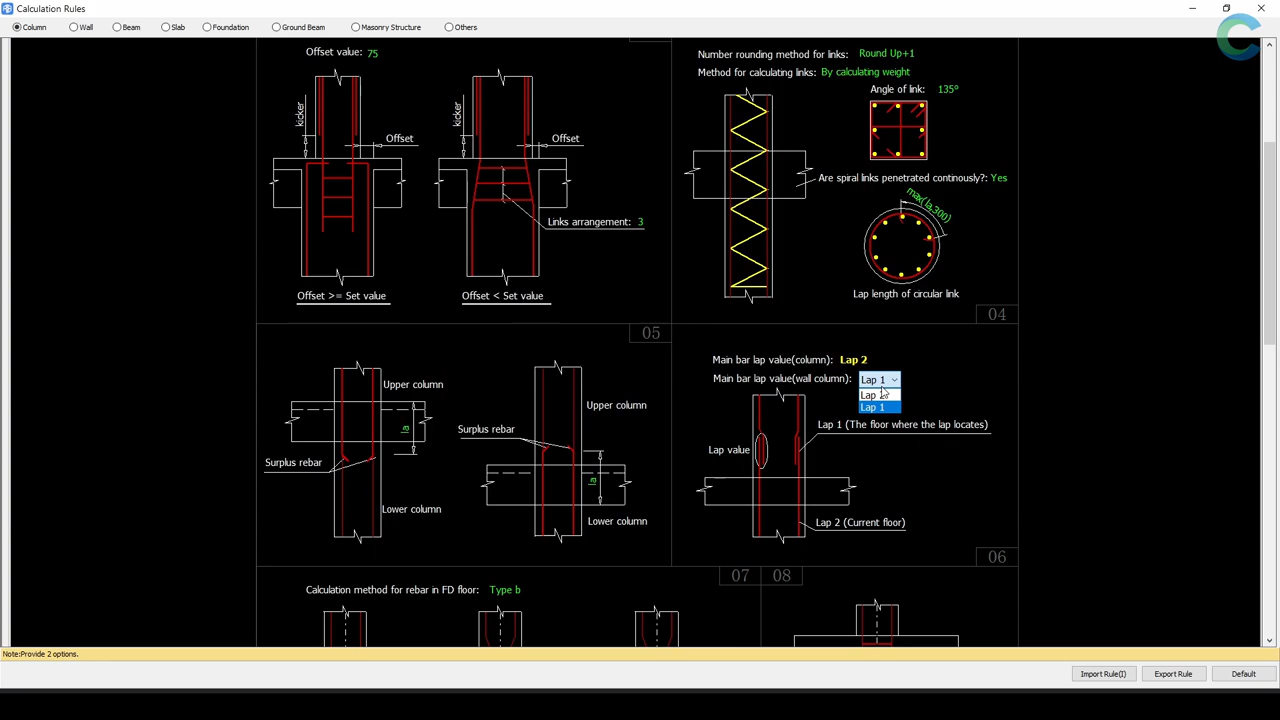 Calculation Rules
Column Wall Beam Slab Foundation Ground Beam Masonry Structure Others
Offset value: 75
kicker
Offset
kicker
Offset
Links arrangement: 3
Offset >= Set value
Offset < Set value
Number rounding method for links: Round Up+1
Method for calculating links: By calculating weight
Angle of link: 135°
Are spiral links penetrated continously?: Yes
max(la,300)
Lap length of circular link
04
05
Upper column
la
Surplus rebar
Lower column
Upper column
Surplus rebar
la
Lower column
Main bar lap value(column): Lap 2
Main bar lap value(wall column): Lap 1
Lap
Lap 1
Lap 1 (The floor where the lap locates)
Lap value
Lap 2 (Current floor)
06
07 08
Calculation method for rebar in FD floor: Type b
Note:Provide 2 options.
Import Rule(I) Export Rule Default